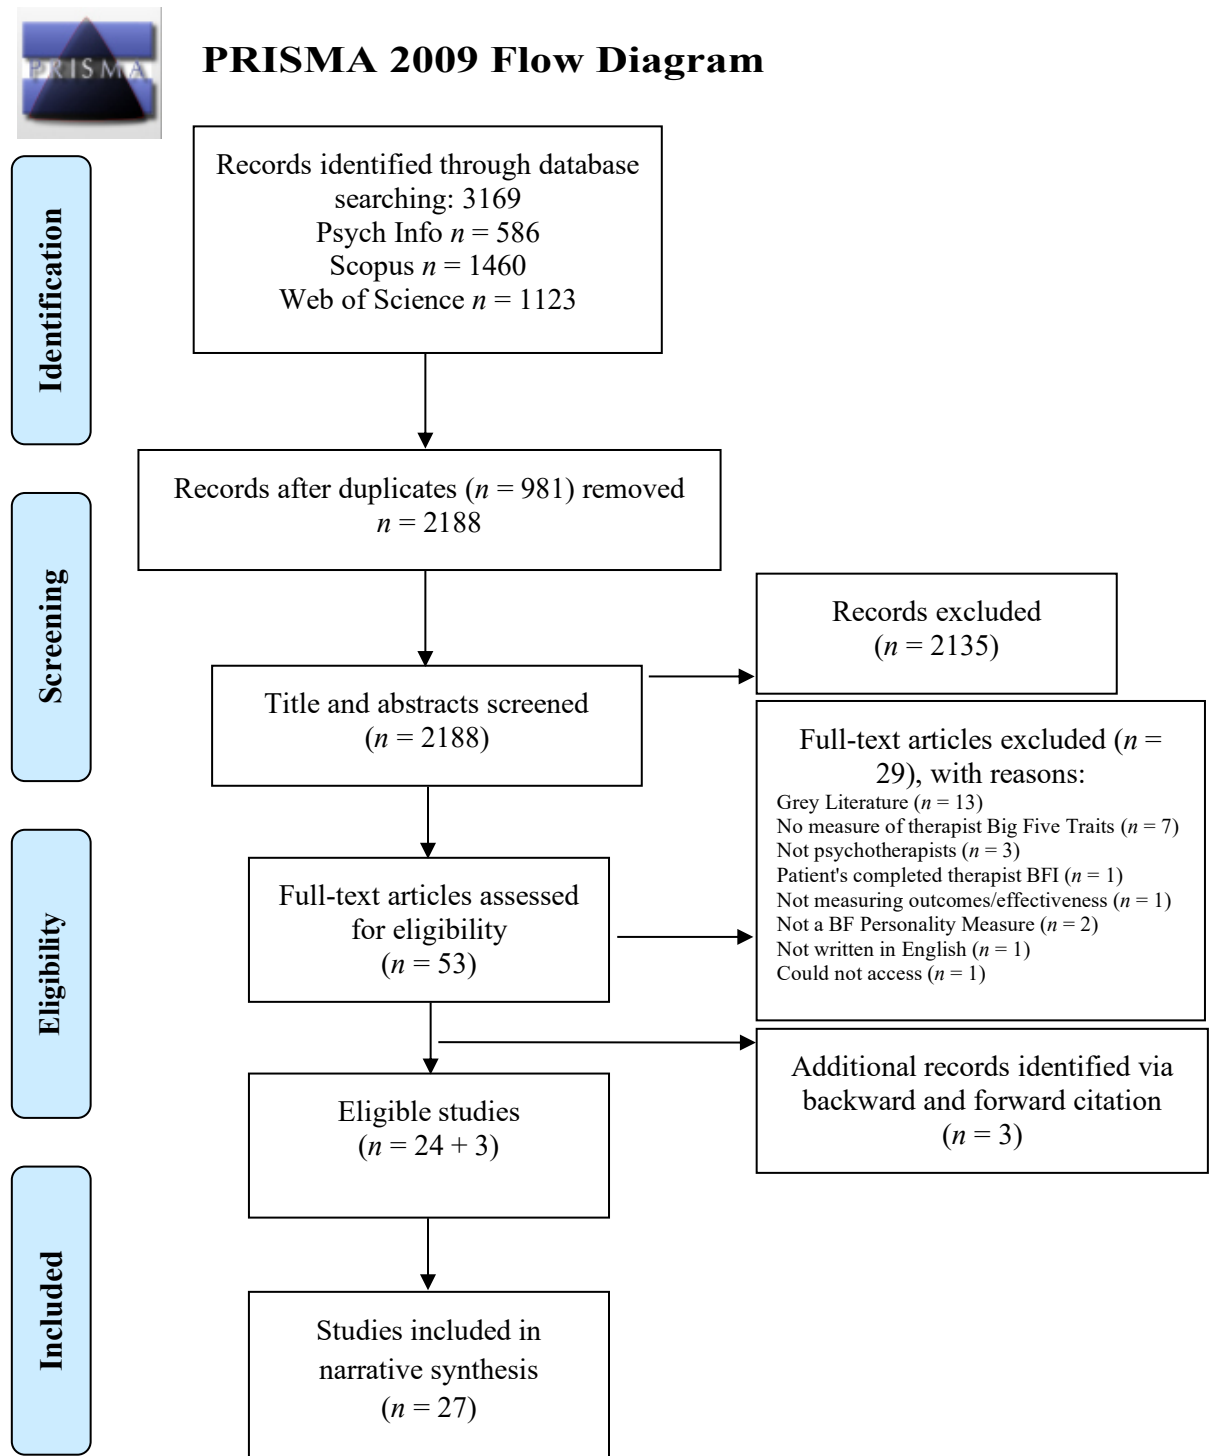 PRISMA
PRISMA 2009 Flow Diagram
Identification
Records identified through database
searching: 3169
Psych Info n = 586
Scopus n = 1460
Web of Science n = 1123
Records after duplicates (n = 981) removed
n = 2188
Screening
Records excluded
(n = 2135)
Title and abstracts screened
(n = 2188)
Full-text articles excluded (n =
29), with reasons:
Grey Literature (n = 13)
No measure of therapist Big Five Traits (n = 7)
Not psychotherapists (n = 3)
Patient's completed therapist BFI (n = 1)
Not measuring outcomes/effectiveness (n = 1)
Not a BF Personality Measure (n = 2)
Not written in English (n = 1)
Could not access (n = 1)
Eligibility
Full-text articles assessed
for eligibility
(n = 53)
Additional records identified via
backward and forward citation
(n = 3)
Eligible studies
(n = 24 + 3)
Included
Studies included in
narrative synthesis
(n = 27)